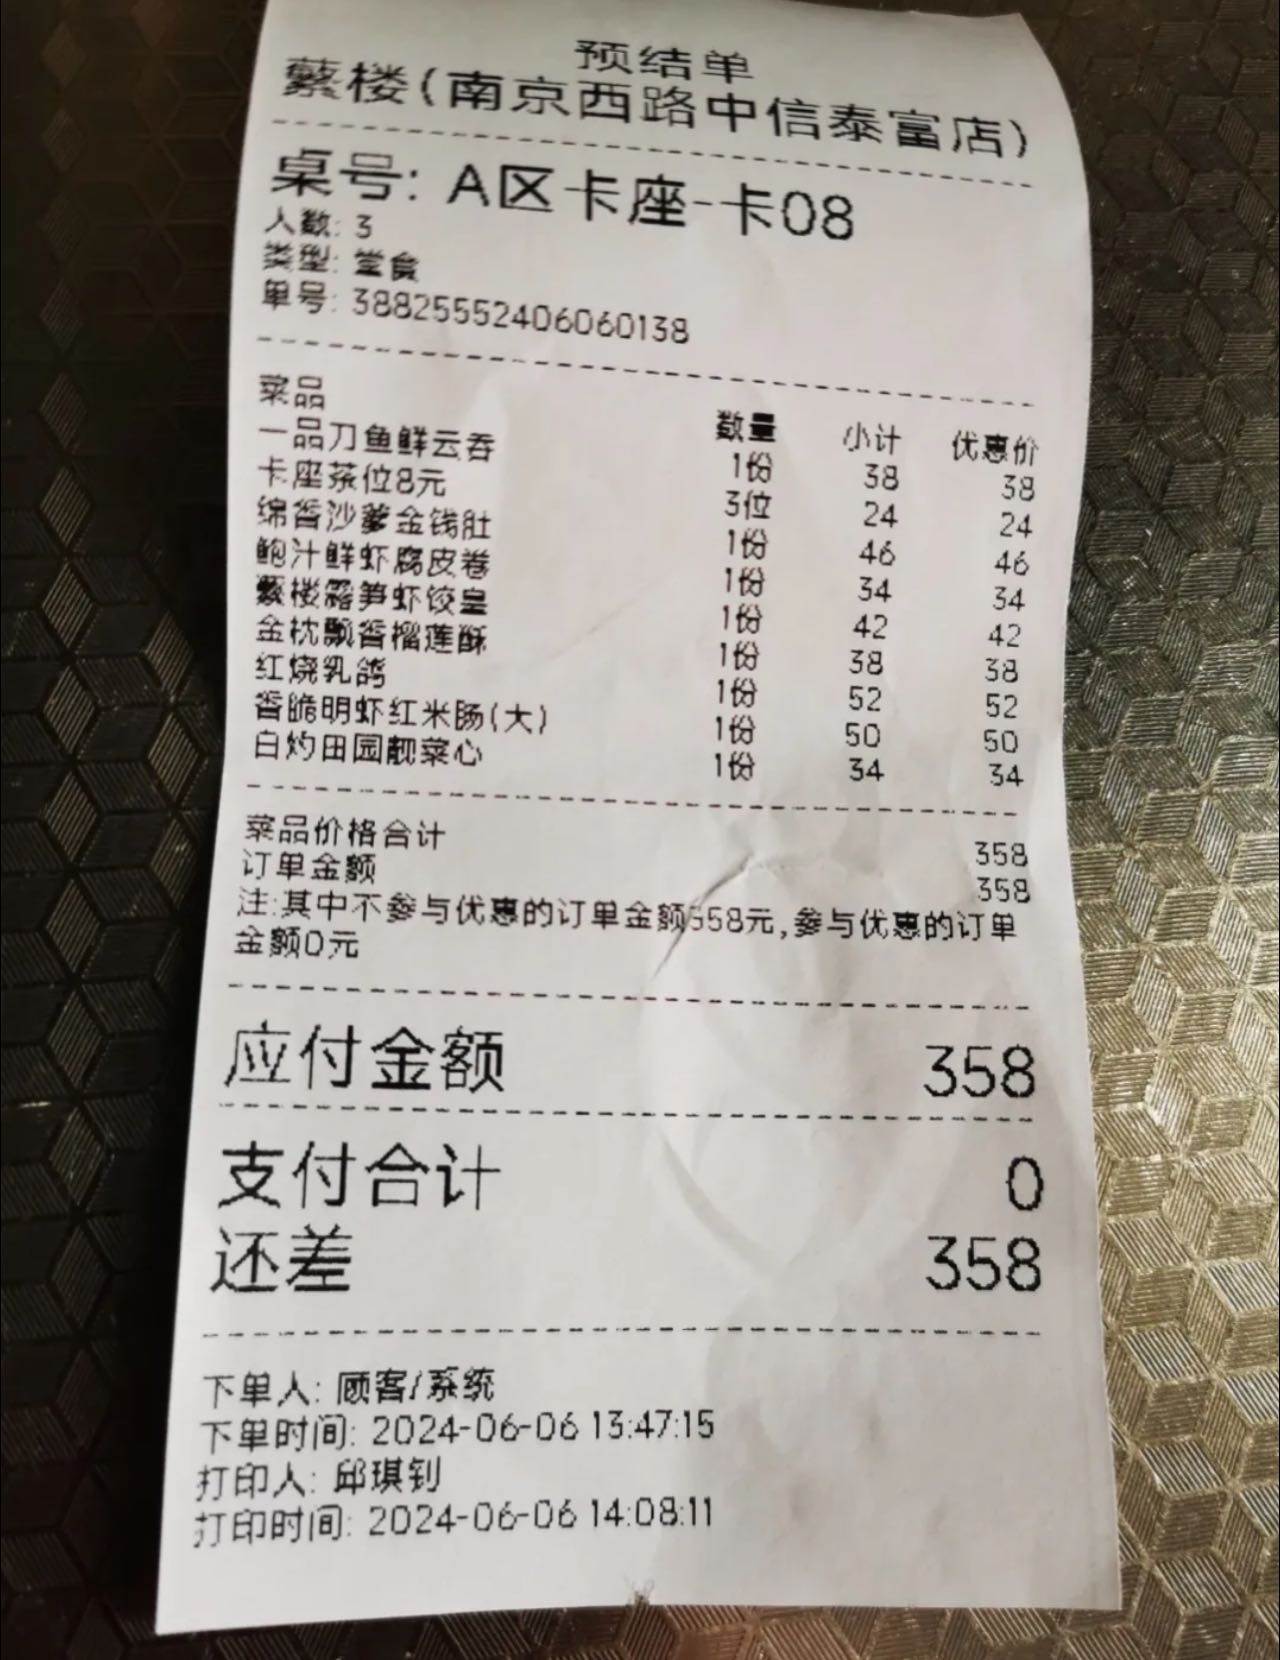 预结单
蘩楼(南京西路中信泰富店)
桌号: A区卡座-卡08
人数: 3
类型: 堂食
单号: 38825552406060138
菜品 数量 小计 优惠价
一品刀鱼鲜云吞 1份 38 38
卡座茶位8元 3位 24 24
绵香沙爹金钱肚 1份 46 46
鲍汁鲜虾腐皮卷 1份 34 34
蘩楼露笋虾饺皇 1份 42 42
金枕飘香榴莲酥 1份 38 38
红烧乳鸽 1份 52 52
香脆明虾红米肠(大) 1份 50 50
白灼田园靓菜心 1份 34 34
菜品价格合计 358
订单金额 358
注:其中不参与优惠的订单金额358元,参与优惠的订单
金额0元
应付金额 358
支付合计 0
还差 358
下单人: 顾客/系统
下单时间: 2024-06-06 13:47:15
打印人: 邱琪钊
打印时间: 2024-06-06 14:08:11